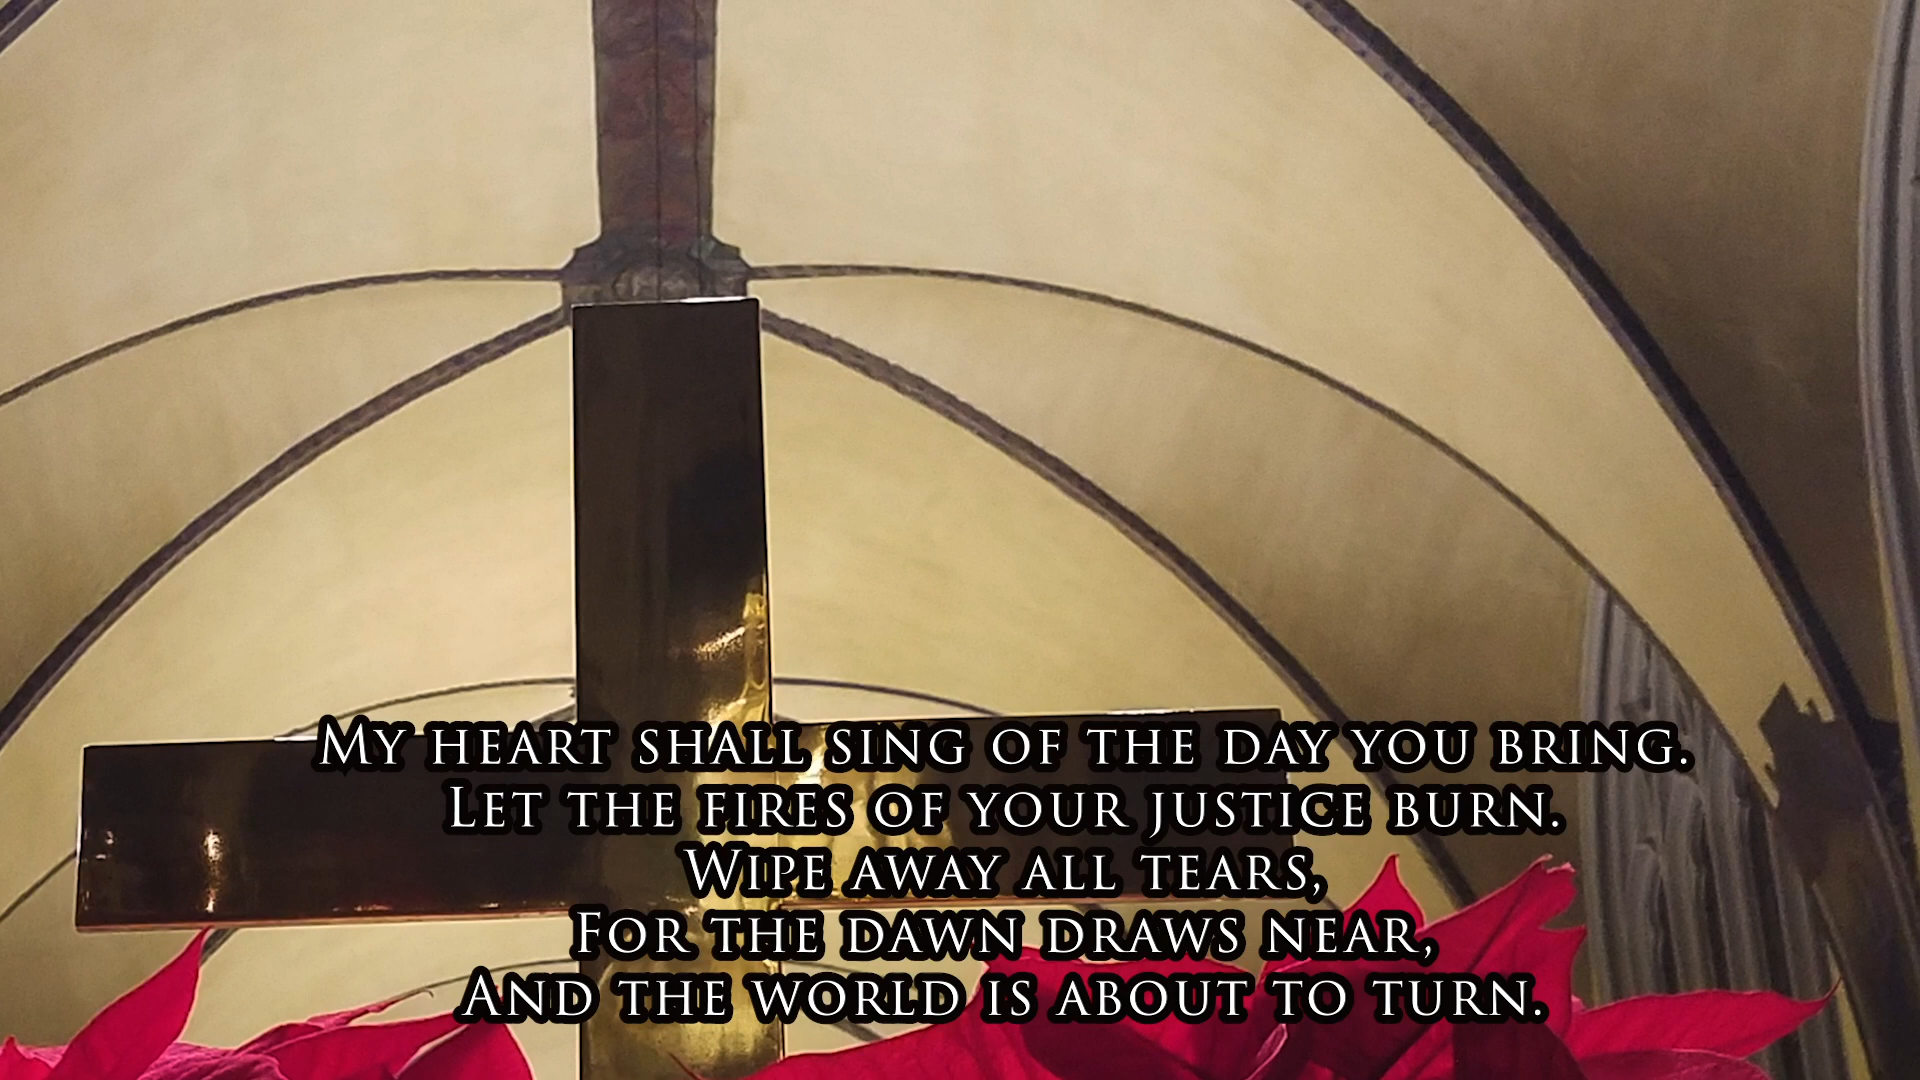 My heart shall sing of the day you bring.
Let the fires of your justice burn.
Wipe away all tears,
For the dawn draws near,
And the world is about to turn.